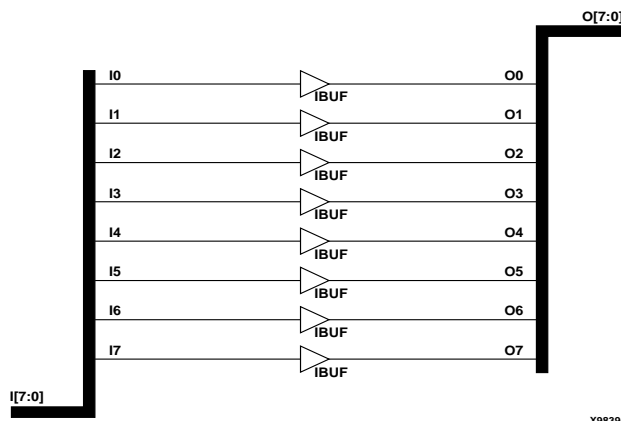 O[7:0]
I0 O0
IBUF
I1 O1
IBUF
I2 O2
IBUF
I3 O3
IBUF
I4 O4
IBUF
I5 O5
IBUF
I6 O6
IBUF
I7 O7
IBUF
I[7:0]
X9839